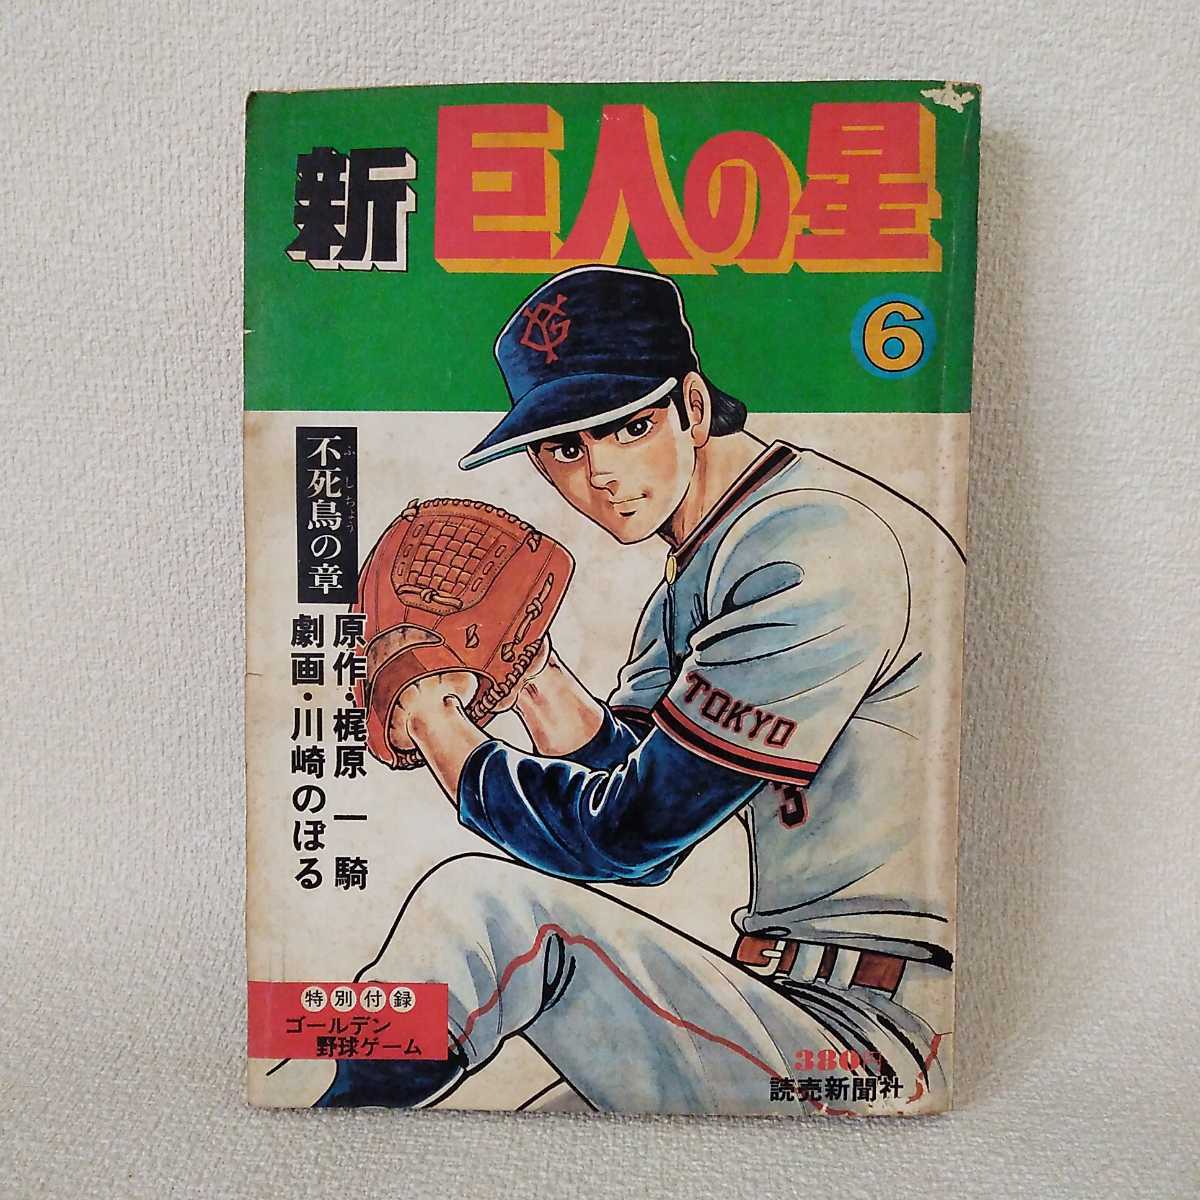 新 巨人の星
6
不死鳥の章
ふしちょう
原作・梶原一騎
劇画・川崎のぼる
YG
TOKYO
3
特別付録
ゴールデン
野球ゲーム
380円
読売新聞社